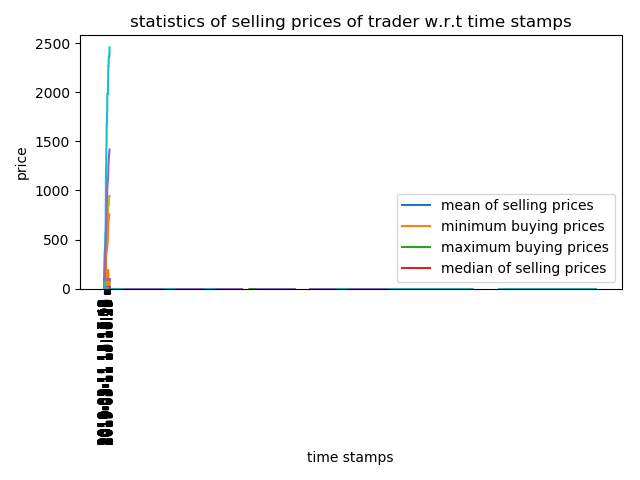 statistics of selling prices of trader w.r.t time stamps
2500
2000
1500
1000
500
0
price
mean of selling prices
minimum buying prices
maximum buying prices
median of selling prices
time stamps